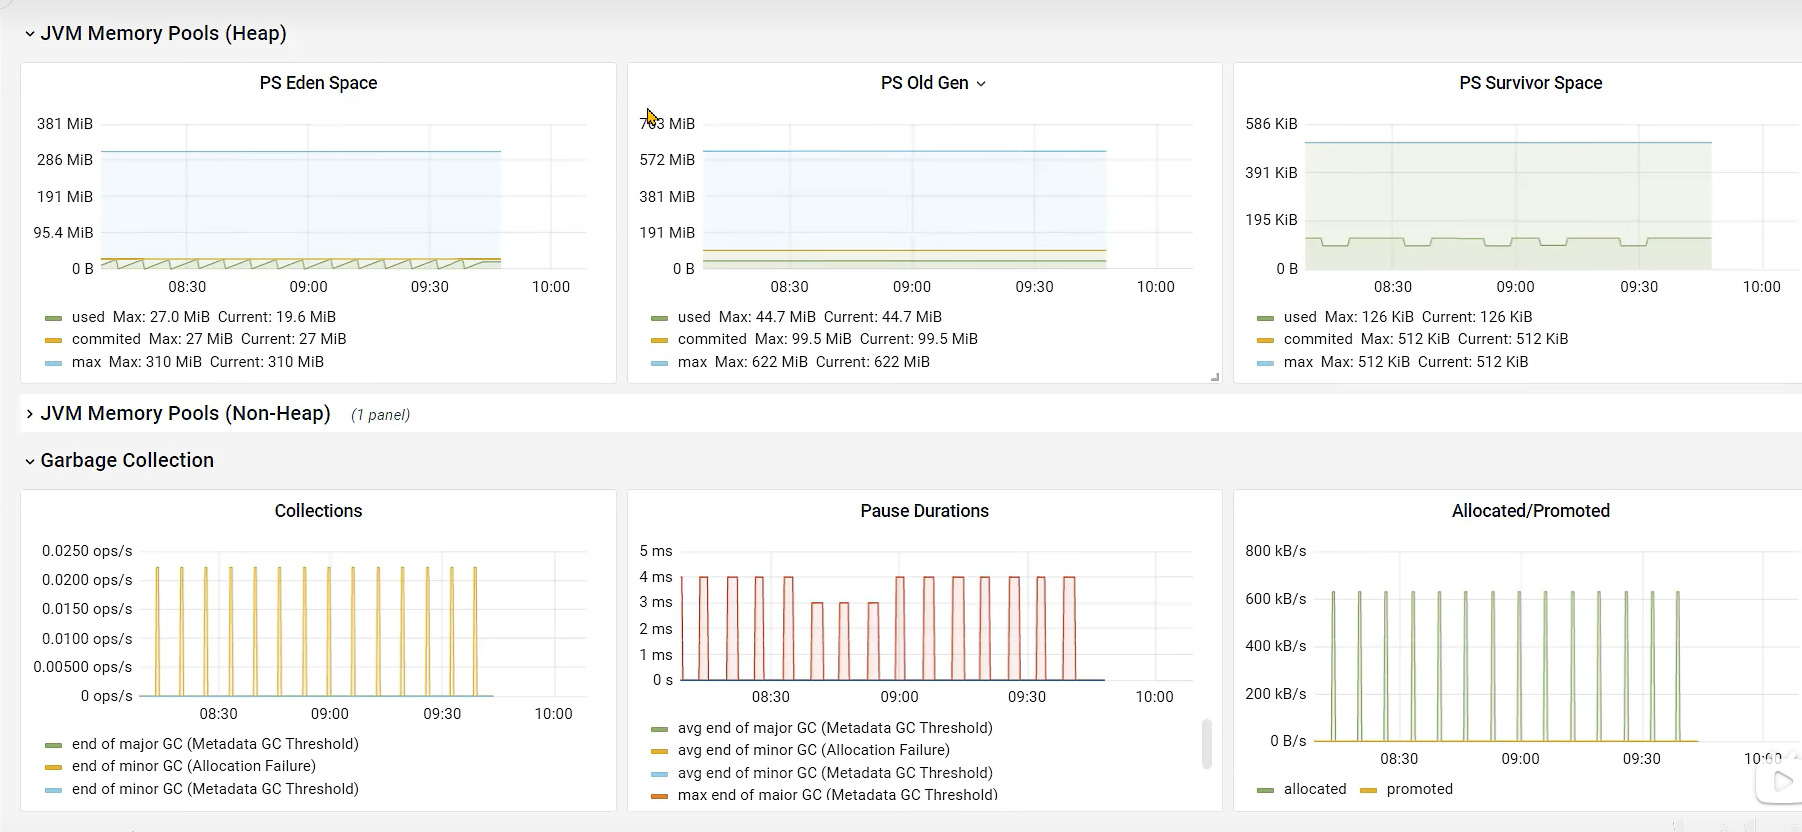 JVM Memory Pools (Heap)
PS Eden Space
381 MiB
286 MiB
191 MiB
95.4 MiB
0 B
08:30 09:00 09:30 10:00
used Max: 27.0 MiB Current: 19.6 MiB
commited Max: 27 MiB Current: 27 MiB
max Max: 310 MiB Current: 310 MiB
PS Old Gen
MiB
572 MiB
381 MiB
191 MiB
0 B
08:30 09:00 09:30 10:00
used Max: 44.7 MiB Current: 44.7 MiB
commited Max: 99.5 MiB Current: 99.5 MiB
max Max: 622 MiB Current: 622 MiB
PS Survivor Space
586 KiB
391 KiB
195 KiB
0 B
08:30 09:00 09:30 10:00
used Max: 126 KiB Current: 126 KiB
commited Max: 512 KiB Current: 512 KiB
max Max: 512 KiB Current: 512 KiB
JVM Memory Pools (Non-Heap) (1 panel)
Garbage Collection
Collections
0.0250 ops/s
0.0200 ops/s
0.0150 ops/s
0.0100 ops/s
0.00500 ops/s
0 ops/s
08:30 09:00 09:30 10:00
end of major GC (Metadata GC Threshold)
end of minor GC (Allocation Failure)
end of minor GC (Metadata GC Threshold)
Pause Durations
5 ms
4 ms
3 ms
2 ms
1 ms
0 s
08:30 09:00 09:30 10:00
avg end of major GC (Metadata GC Threshold)
avg end of minor GC (Allocation Failure)
avg end of minor GC (Metadata GC Threshold)
max end of major GC (Metadata GC Threshold)
Allocated/Promoted
800 kB/s
600 kB/s
400 kB/s
200 kB/s
0 B/s
08:30 09:00 09:30 10:00
allocated promoted